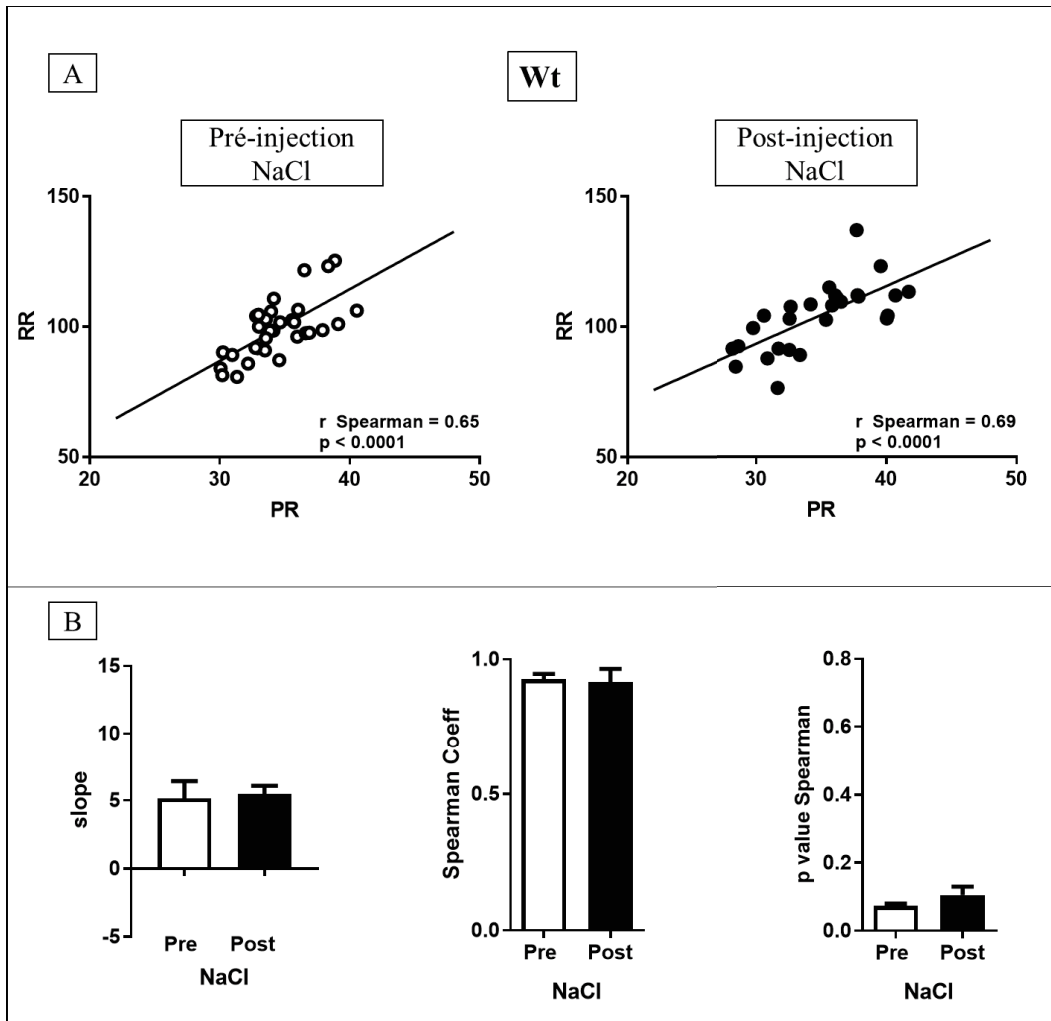 A
Wt
Pré-injection
NaCl
150
100
50
RR
20
30
40
50
PR
r Spearman = 0.65
p < 0.0001
Post-injection
NaCl
150
100
50
RR
20
30
40
50
PR
r Spearman = 0.69
p < 0.0001
B
15
10
5
0
-5
slope
Pre
Post
NaCl
1.0
0.5
0.0
Spearman Coeff
Pre
Post
NaCl
0.8
0.6
0.4
0.2
0.0
p value Spearman
Pre
Post
NaCl